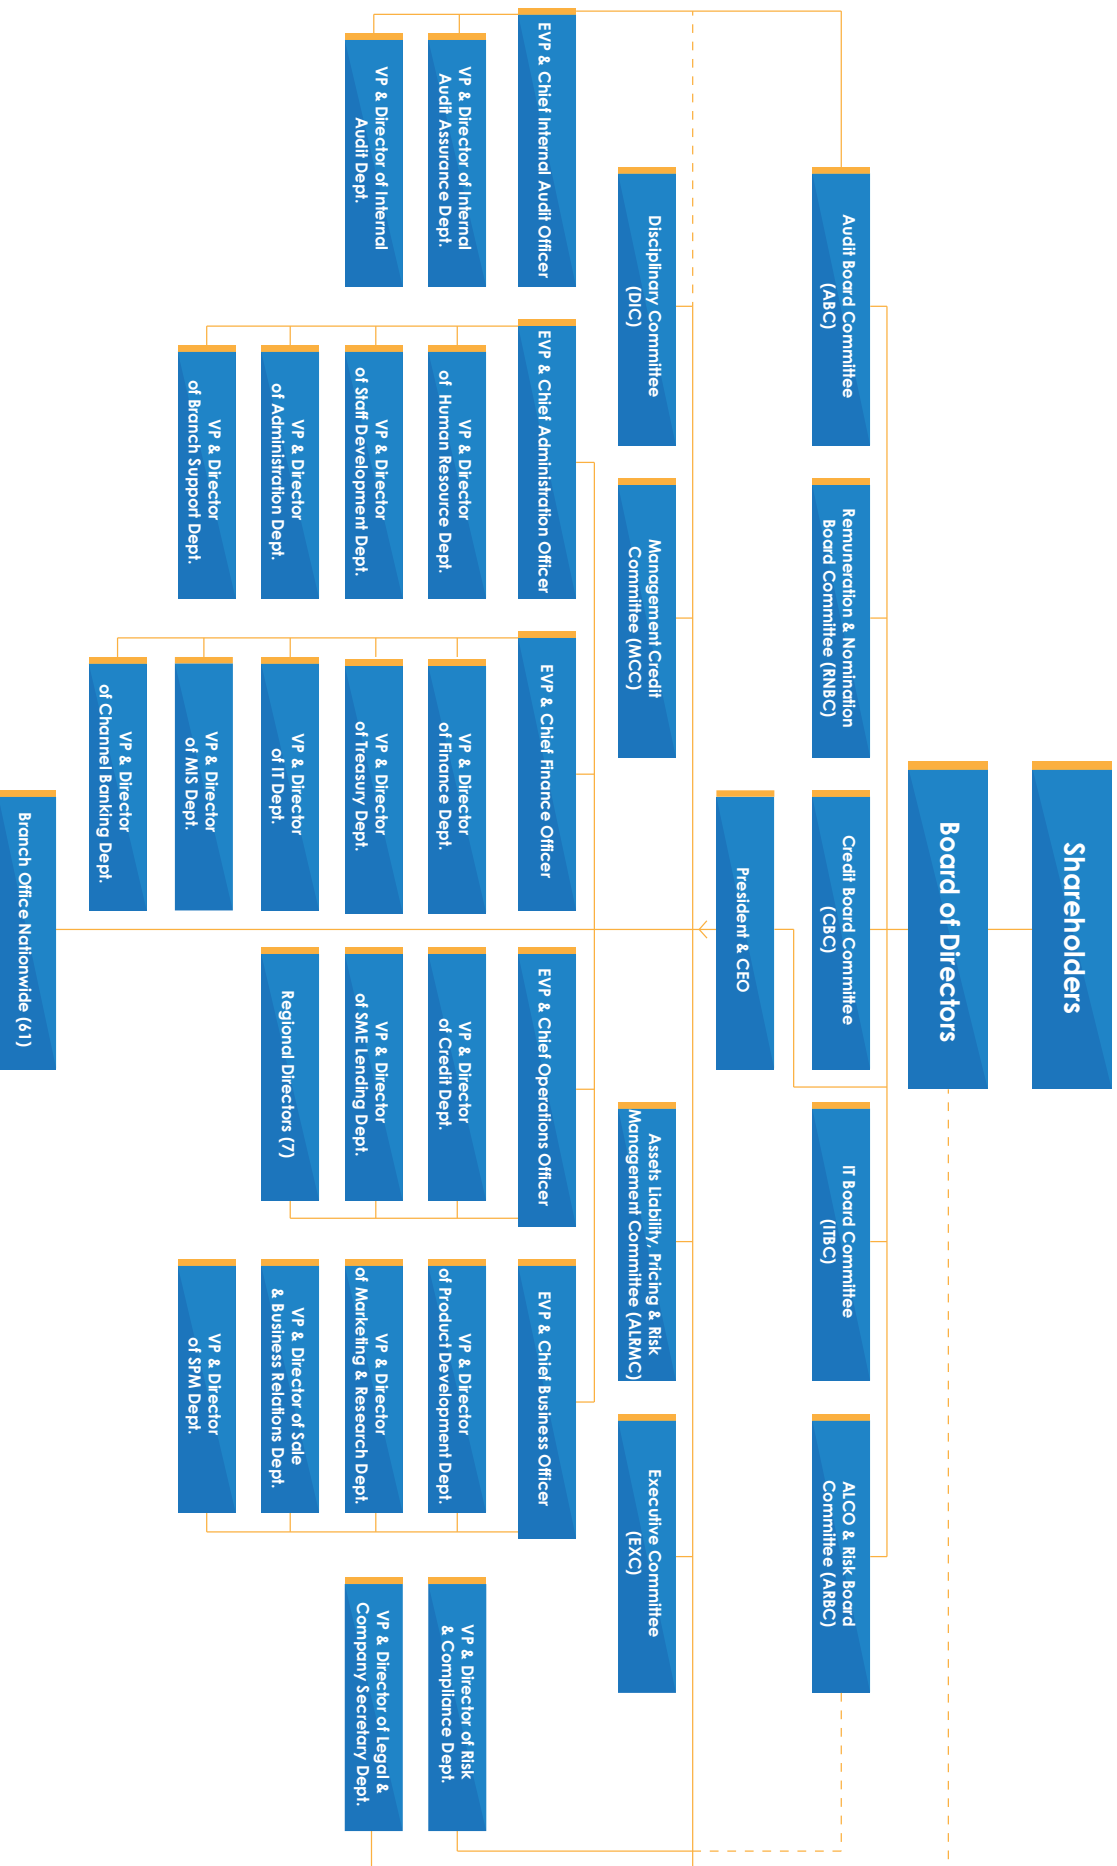 Shareholders
Board of Directors
Audit Board Committee
(ABC)
Remuneration & Nomination
Board Committee (RNBC)
Credit Board Committee
(CBC)
IT Board Committee
(ITBC)
ALCO & Risk Board
Committee (ARBC)
President & CEO
Disciplinary Committee
(DIC)
Management Credit
Committee (MCC)
Assets Liability, Pricing & Risk
Management Committee (ALRMC)
Executive Committee
(EXC)
EVP & Chief Internal Audit Officer
VP & Director of Internal
Audit Assurance Dept.
VP & Director of Internal
Audit Dept.
EVP & Chief Administration Officer
VP & Director
of Human Resource Dept.
VP & Director
of Staff Development Dept.
VP & Director
of Administration Dept.
VP & Director
of Branch Support Dept.
EVP & Chief Finance Officer
VP & Director
of Finance Dept.
VP & Director
of Treasury Dept.
VP & Director
of IT Dept.
VP & Director
of MIS Dept.
VP & Director
of Channel Banking Dept.
EVP & Chief Operations Officer
VP & Director
of Credit Dept.
VP & Director
of SME Lending Dept.
Regional Directors (7)
EVP & Chief Business Officer
VP & Director
of Product Development Dept.
VP & Director
of Marketing & Research Dept.
VP & Director of Sale
& Business Relations Dept.
VP & Director
of SPM Dept.
VP & Director of Risk
& Compliance Dept.
VP & Director of Legal &
Company Secretary Dept.
Branch Office Nationwide (61)